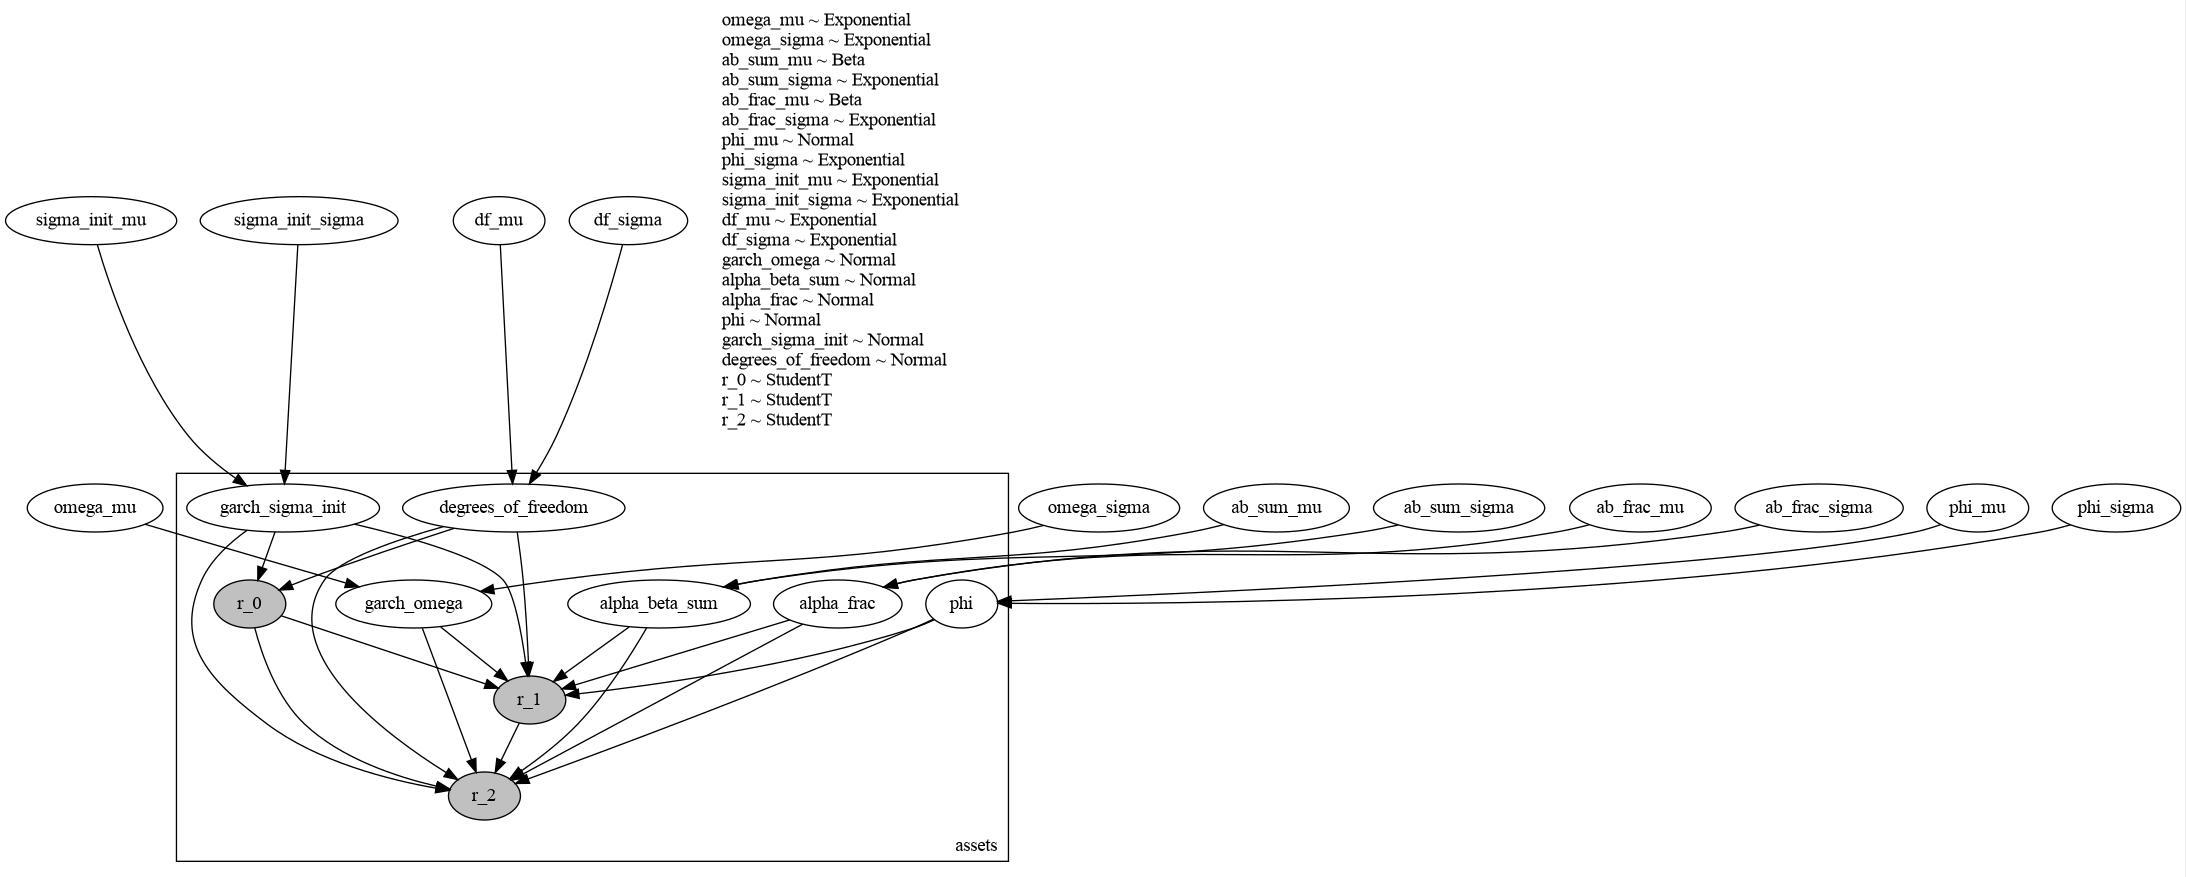 omega_mu ~ Exponential
omega_sigma ~ Exponential
ab_sum_mu ~ Beta
ab_sum_sigma ~ Exponential
ab_frac_mu ~ Beta
ab_frac_sigma ~ Exponential
phi_mu ~ Normal
phi_sigma ~ Exponential
sigma_init_mu ~ Exponential
sigma_init_sigma ~ Exponential
df_mu ~ Exponential
df_sigma ~ Exponential
garch_omega ~ Normal
alpha_beta_sum ~ Normal
alpha_frac ~ Normal
phi ~ Normal
garch_sigma_init ~ Normal
degrees_of_freedom ~ Normal
r_0 ~ StudentT
r_1 ~ StudentT
r_2 ~ StudentT
sigma_init_mu
sigma_init_sigma
df_mu
df_sigma
omega_mu
garch_sigma_init
degrees_of_freedom
omega_sigma
ab_sum_mu
ab_sum_sigma
ab_frac_mu
ab_frac_sigma
phi_mu
phi_sigma
r_0
garch_omega
alpha_beta_sum
alpha_frac
phi
r_1
r_2
assets